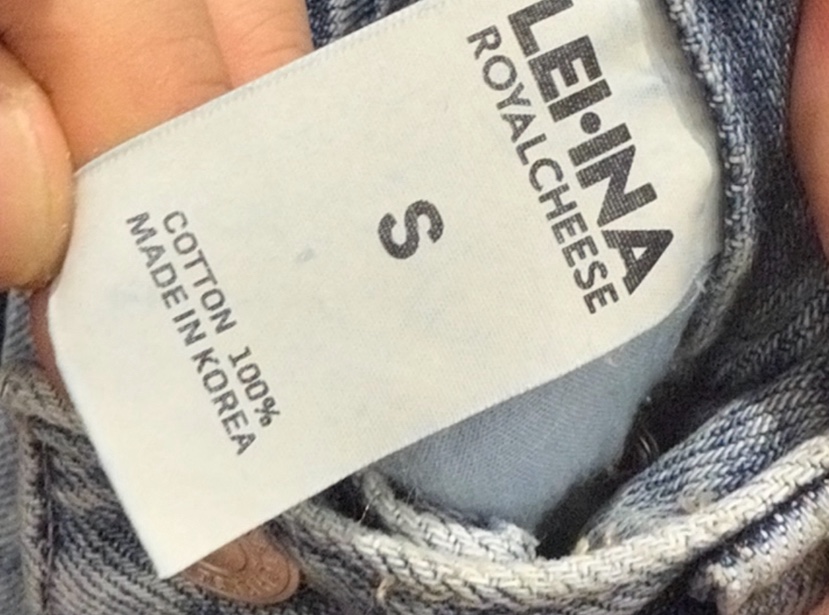 LEI·INA
ROYALCHEESE
S
COTTON 100%
MADE IN KOREA